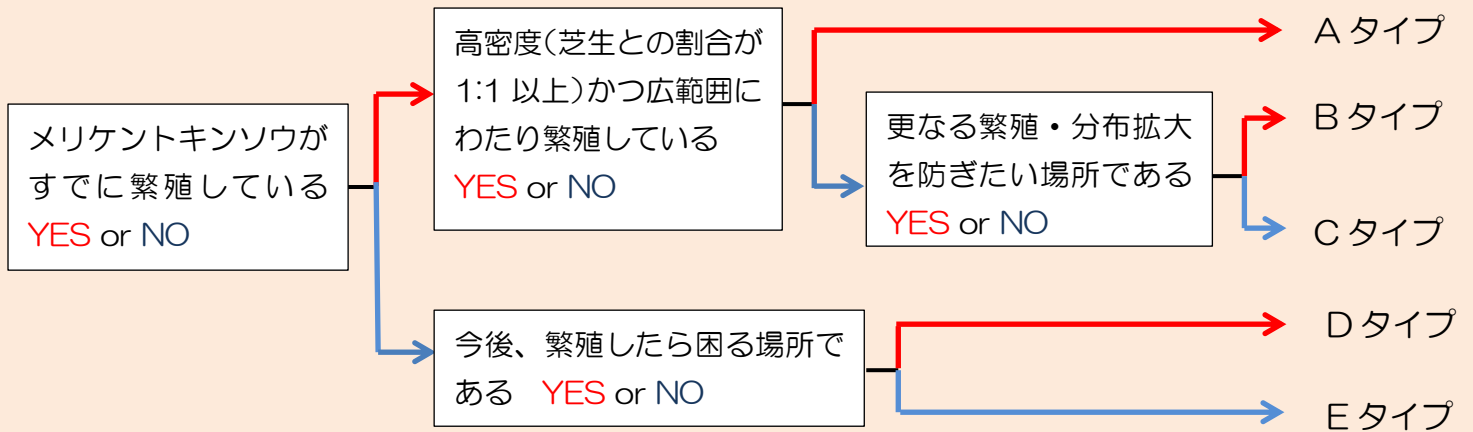 メリケントキンソウが
すでに繁殖している
YES or NO
高密度(芝生との割合が
1:1 以上)かつ広範囲に
わたり繁殖している
YES or NO
更なる繁殖・分布拡大
を防ぎたい場所である
YES or NO
Aタイプ
Bタイプ
Cタイプ
今後、繁殖したら困る場所で
ある　YES or NO
Dタイプ
Eタイプ